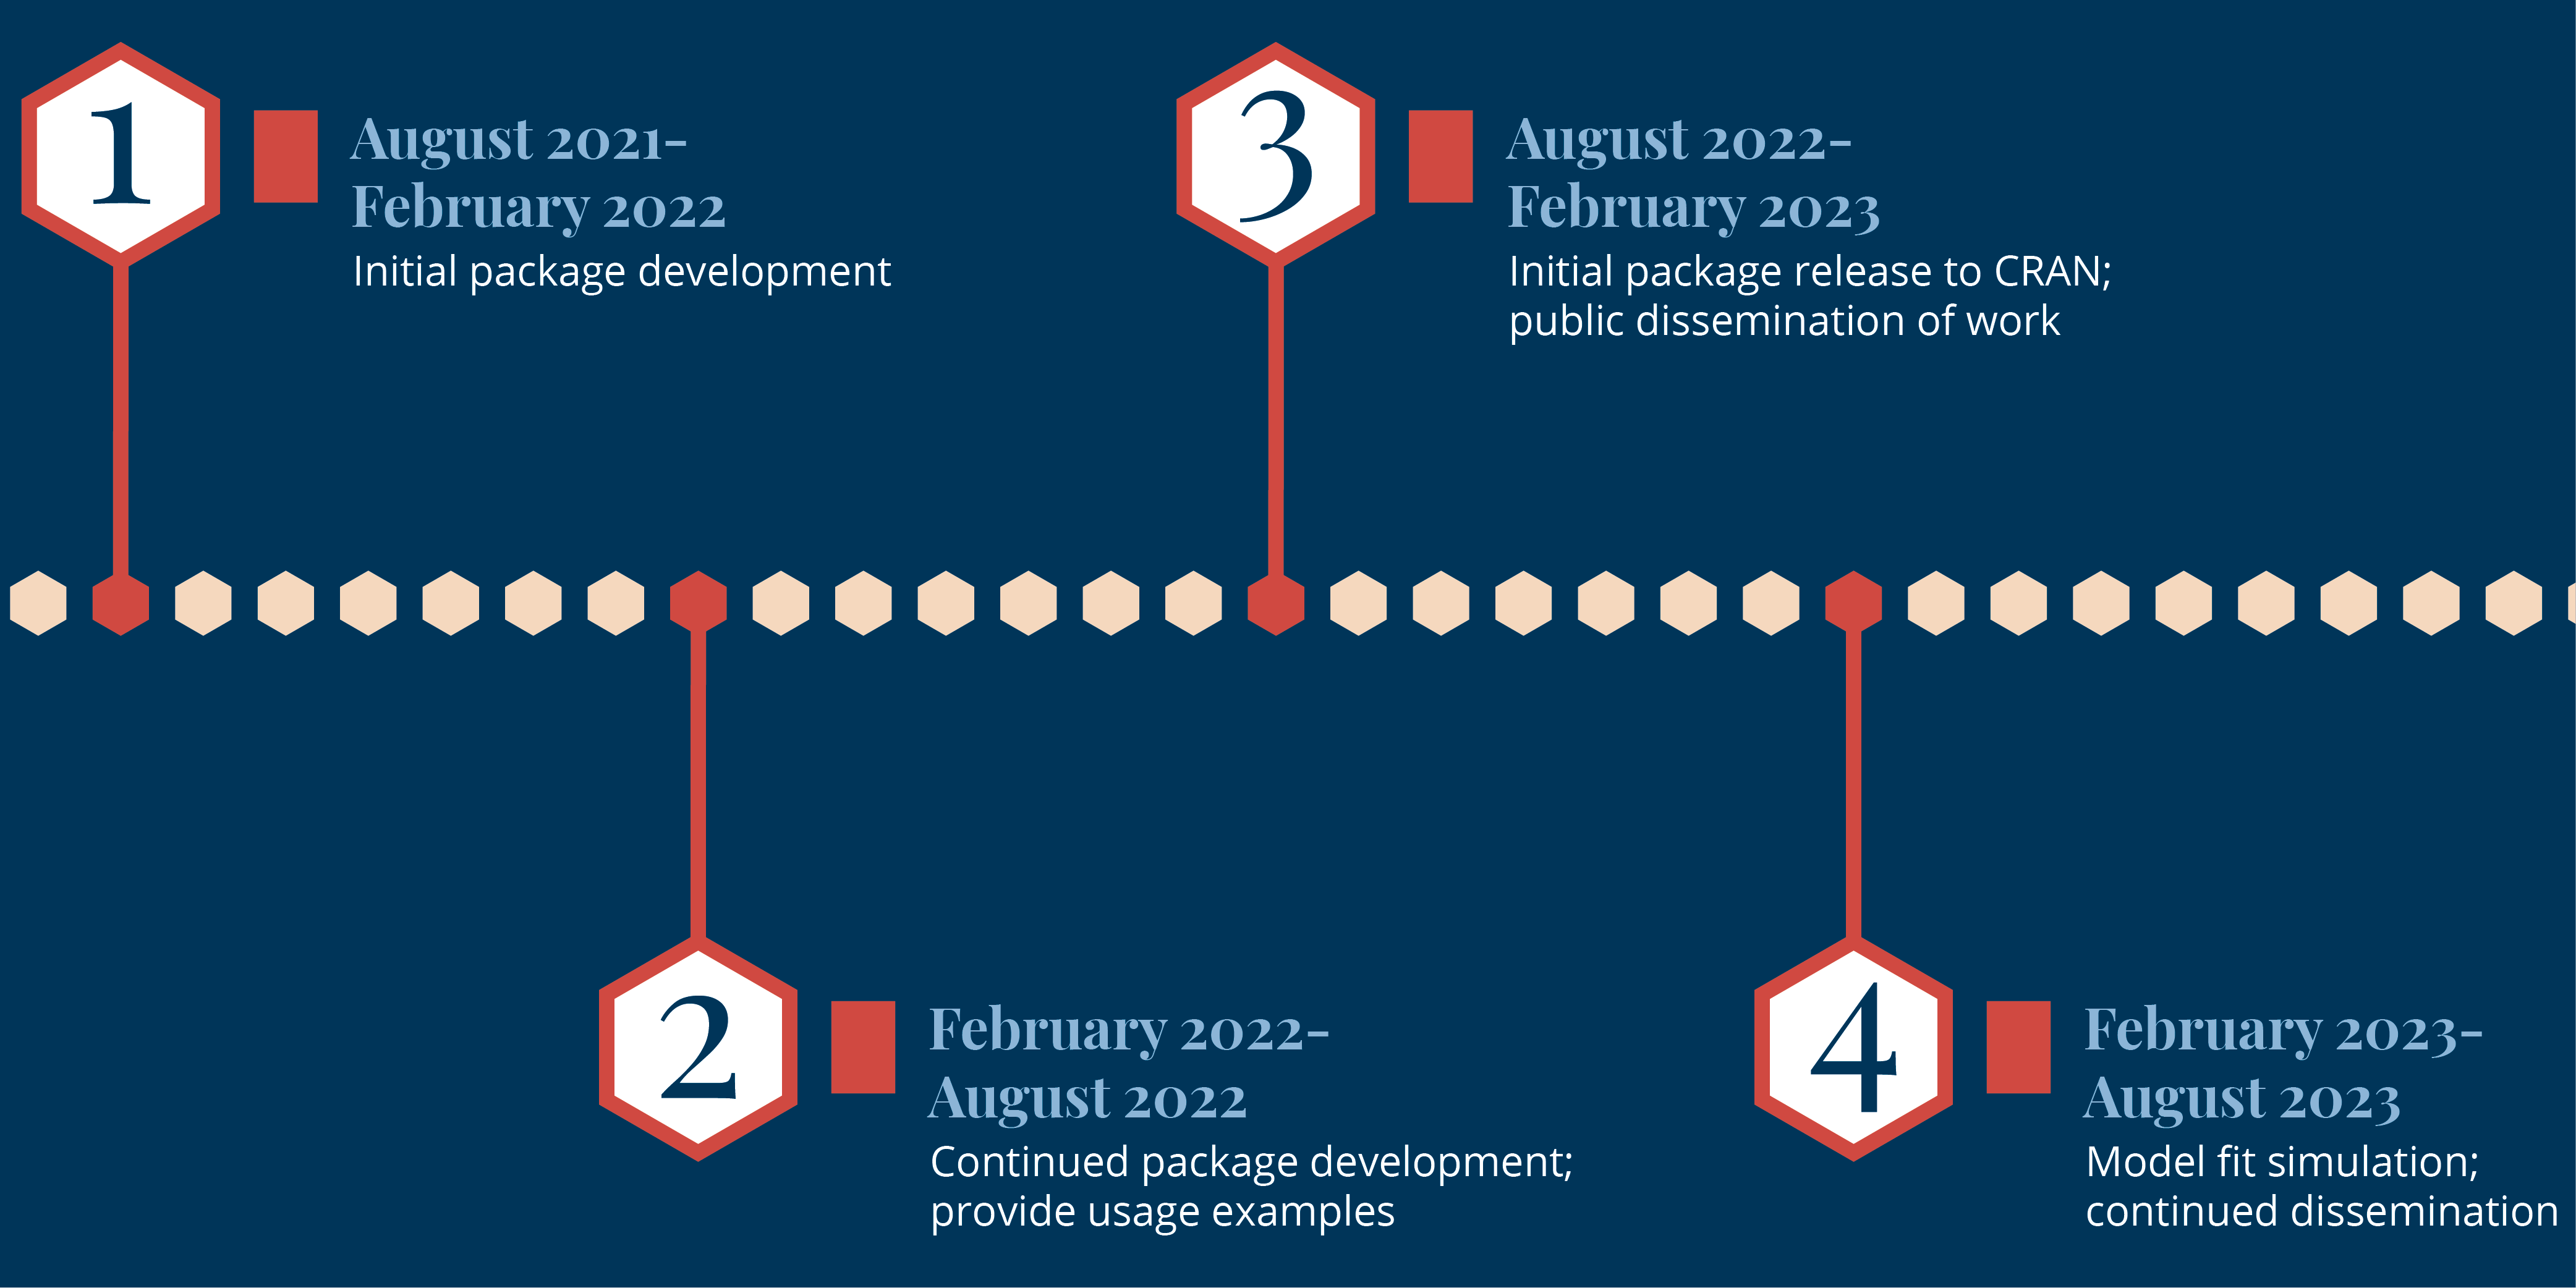 1
August 2021-
February 2022
Initial package development
2
February 2022-
August 2022
Continued package development;
provide usage examples
3
August 2022-
February 2023
Initial package release to CRAN;
public dissemination of work
4
February 2023-
August 2023
Model fit simulation;
continued dissemination